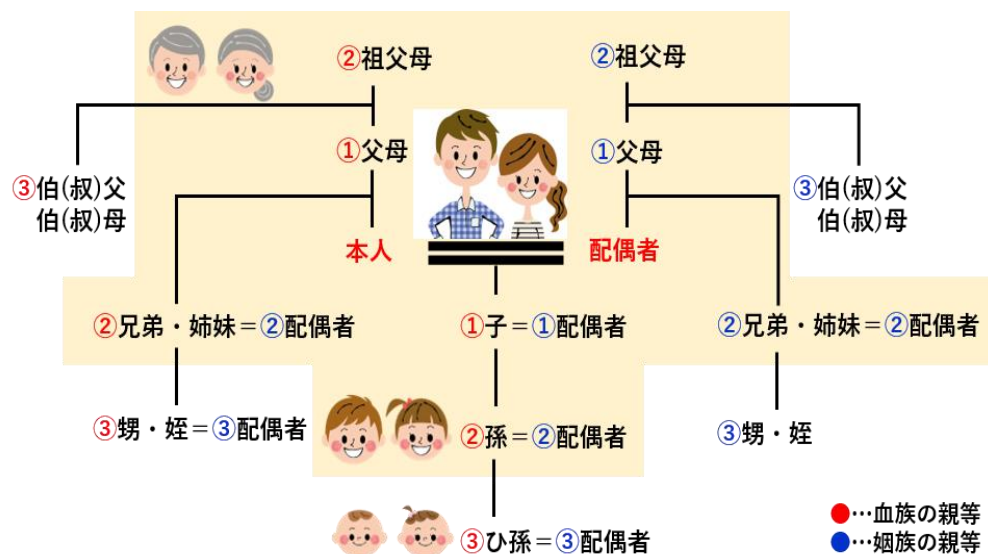 ②祖父母
②祖父母
①父母
①父母
③伯(叔)父
伯(叔)母
③伯(叔)父
伯(叔)母
本人
配偶者
②兄弟・姉妹＝②配偶者
①子＝①配偶者
②兄弟・姉妹＝②配偶者
③甥・姪＝③配偶者
②孫＝②配偶者
③甥・姪
③ひ孫＝③配偶者
●…血族の親等
●…姻族の親等